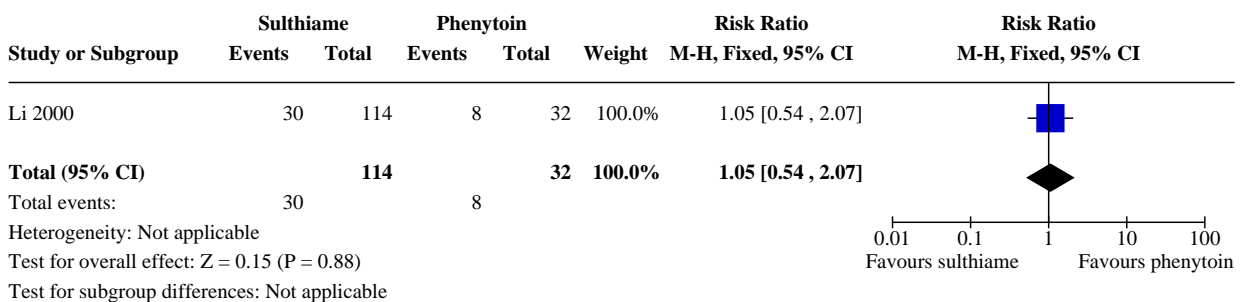 Sulthiame Phenytoin Risk Ratio Risk Ratio
Study or Subgroup Events Total Events Total Weight M-H, Fixed, 95% CI M-H, Fixed, 95% CI
Li 2000 30 114 8 32 100.0% 1.05 [0.54 , 2.07]
Total (95% CI) 114 32 100.0% 1.05 [0.54 , 2.07]
Total events: 30 8
Heterogeneity: Not applicable
0.01 0.1 1 10 100
Test for overall effect: Z = 0.15 (P = 0.88)
Favours sulthiame Favours phenytoin
Test for subgroup differences: Not applicable